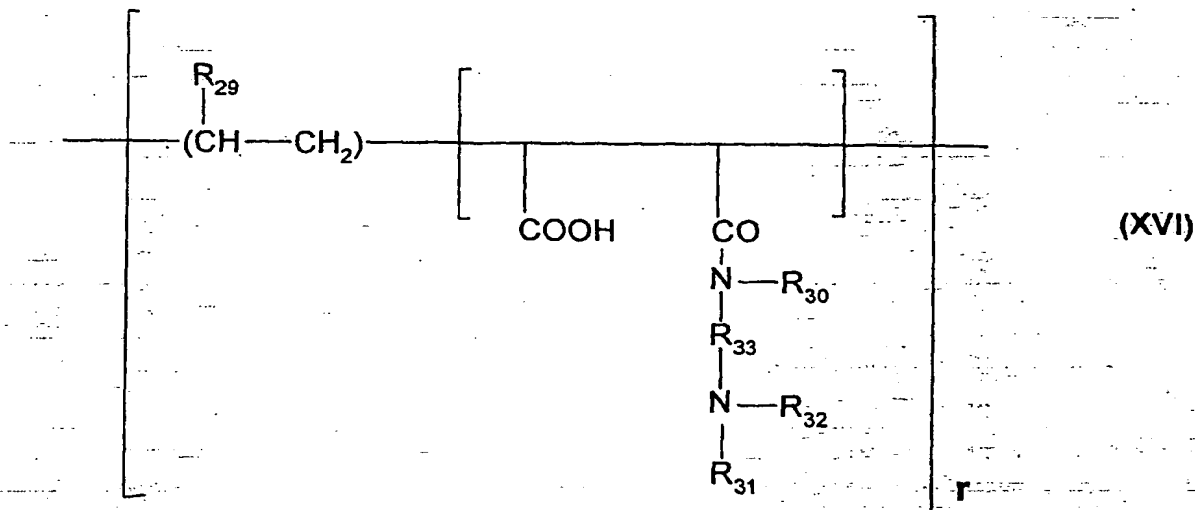 R29
(CH—CH2)
COOH CO
(XVI)
N—R30
R33
N—R32
R31
r